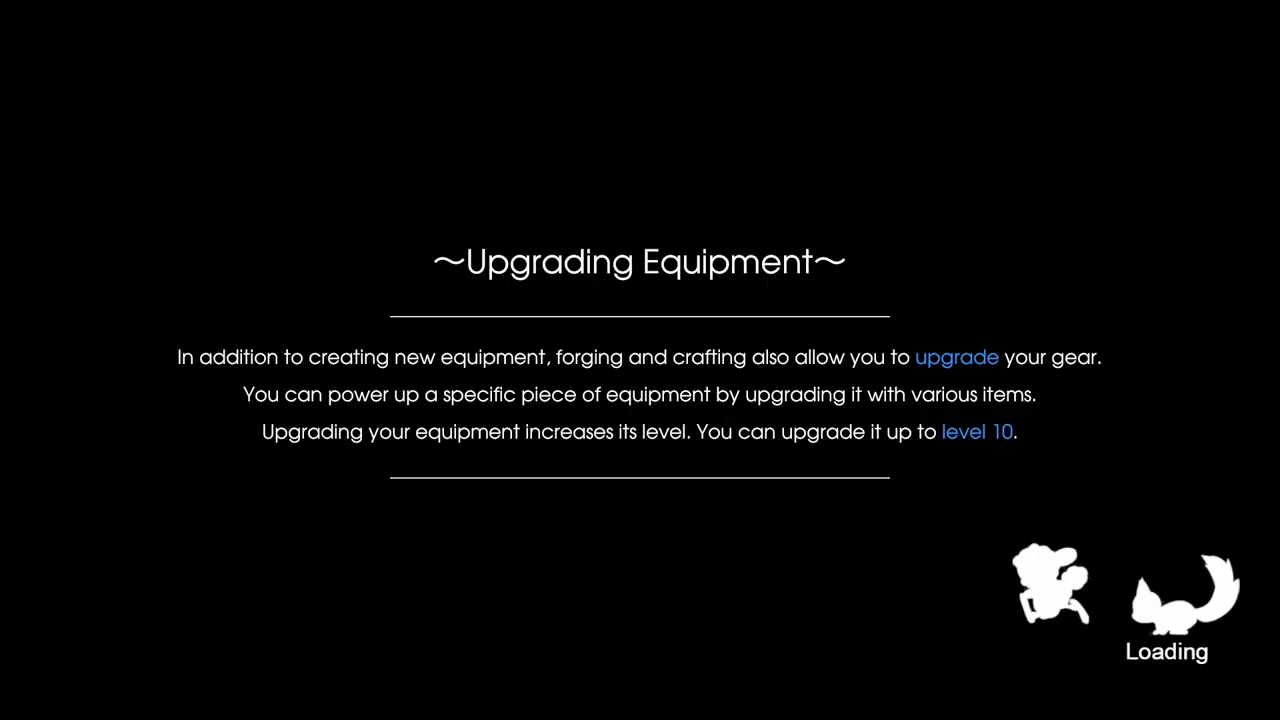 ～Upgrading Equipment～
In addition to creating new equipment, forging and crafting also allow you to upgrade your gear.
You can power up a specific piece of equipment by upgrading it with various items.
Upgrading your equipment increases its level. You can upgrade it up to level 10.
Loading